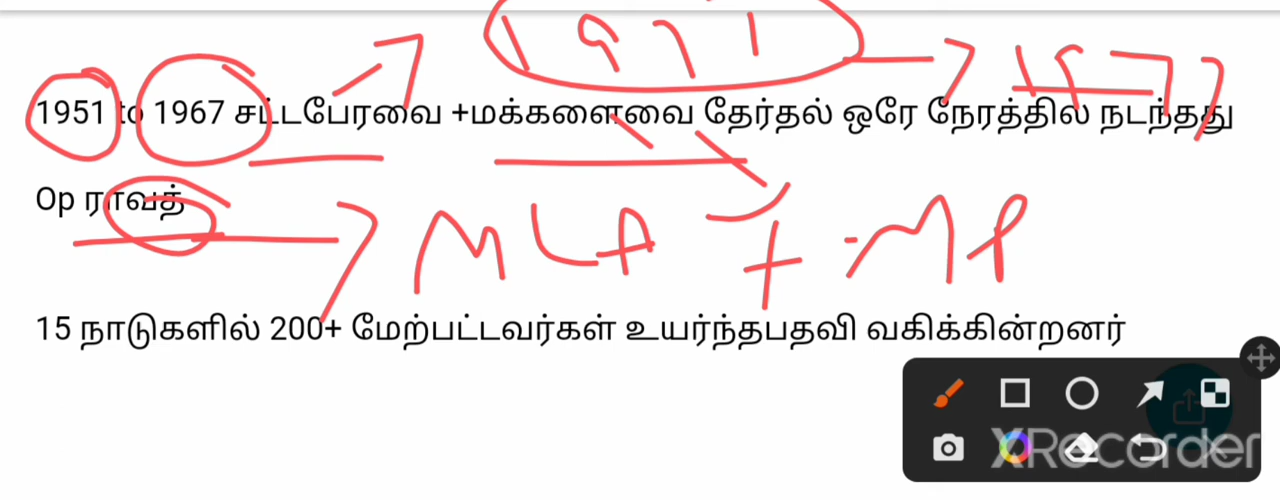 1971 1977
1951 to 1967 சட்டபேரவை +மக்களைவை தேர்தல் ஒரே நேரத்தில் நடந்தது
Op ராவத்
MLA + MP
15 நாடுகளில் 200+ மேற்பட்டவர்கள் உயர்ந்தபதவி வகிக்கின்றனர்
XRecorder